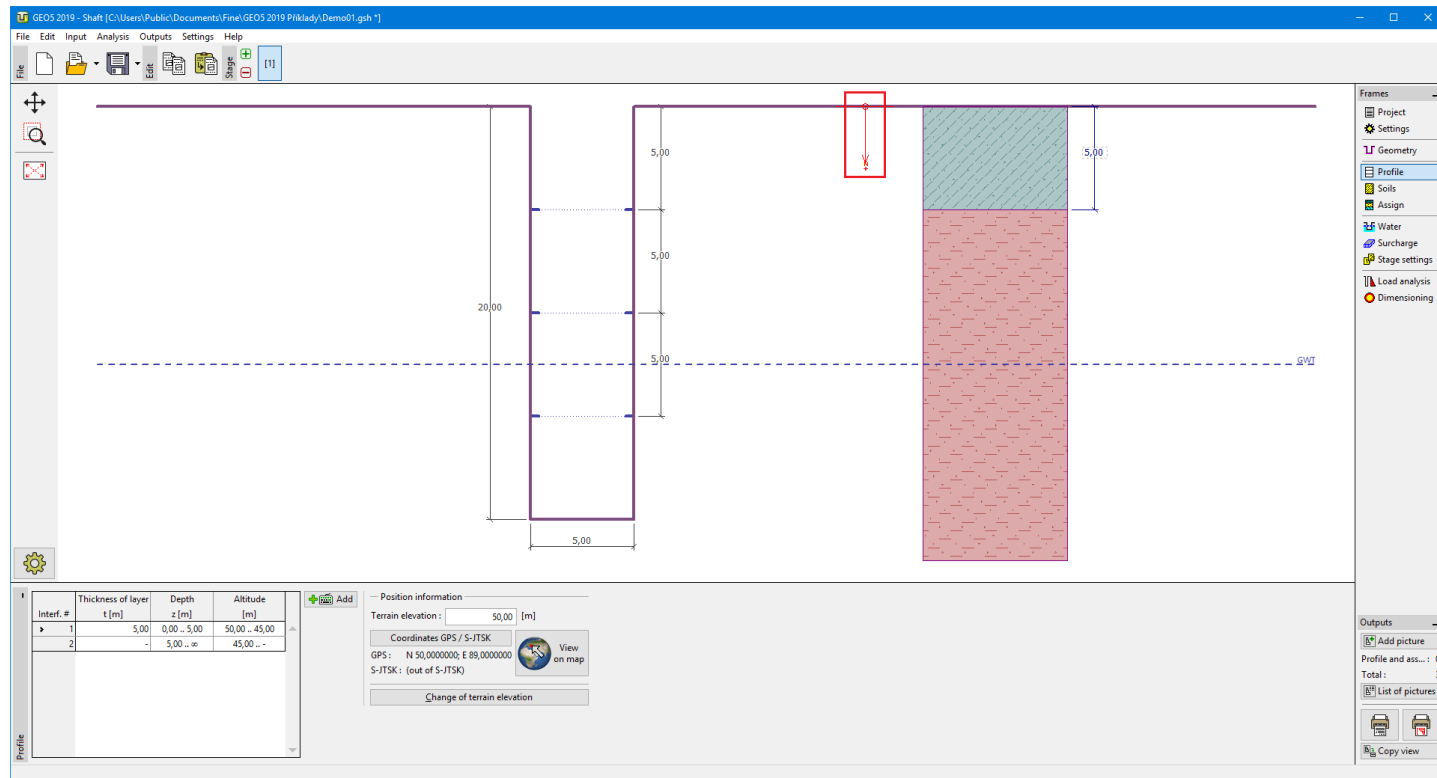 GEO5 2019 - Shaft [C:\Users\Public\Documents\Fine\GEO5 2019 Příklady\Demo01.gsh *]
File Edit Input Analysis Outputs Settings Help
File
Edit
Stage
[1]
5,00
5,00
5,00
20,00
5,00
5,00
GWT
Frames
Project
Settings
Geometry
Profile
Soils
Assign
Water
Surcharge
Stage settings
Load analysis
Dimensioning
Profile
Interf. # Thickness of layer t [m] Depth z [m] Altitude [m]
1 5,00 0,00 .. 5,00 50,00 .. 45,00
2 - 5,00 .. ∞ 45,00 .. -
Add
Position information
Terrain elevation : 50,00 [m]
Coordinates GPS / S-JTSK
GPS : N 50,0000000; E 89,0000000
S-JTSK : (out of S-JTSK)
View on map
Change of terrain elevation
Outputs
Add picture
Profile and ass... :
Total :
List of pictures
Copy view